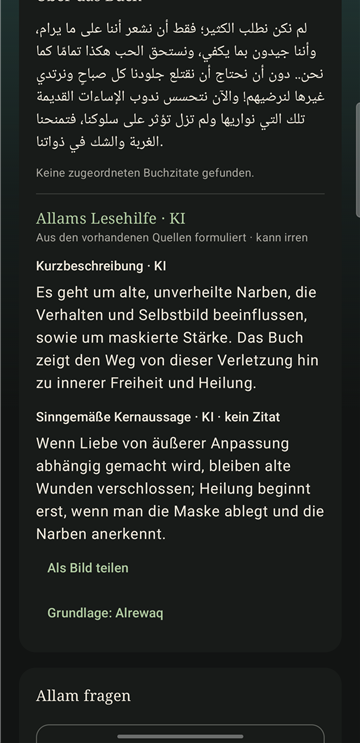 لم نكن نطلب الكثير؛ فقط أن نشعر أننا على ما يرام،
وأننا جيدون بما يكفي، ونستحق الحب هكذا تمامًا كما
نحن.. دون أن نحتاج أن نقتلع جلودنا كل صباحٍ ونرتدي
غيرها لنرضيهم! والآن نتحسس ندوب الإساءات القديمة
تلك التي نواريها ولم تزل تؤثر على سلوكنا، فتمنحنا
الغربة والشك في ذواتنا.
Keine zugeordneten Buchzitate gefunden.
Allams Lesehilfe · KI
Aus den vorhandenen Quellen formuliert · kann irren
Kurzbeschreibung · KI
Es geht um alte, unverheilte Narben, die
Verhalten und Selbstbild beeinflussen,
sowie um maskierte Stärke. Das Buch
zeigt den Weg von dieser Verletzung hin
zu innerer Freiheit und Heilung.
Sinngemäße Kernaussage · KI · kein Zitat
Wenn Liebe von äußerer Anpassung
abhängig gemacht wird, bleiben alte
Wunden verschlossen; Heilung beginnt
erst, wenn man die Maske ablegt und die
Narben anerkennt.
Als Bild teilen
Grundlage: Alrewaq
Allam fragen